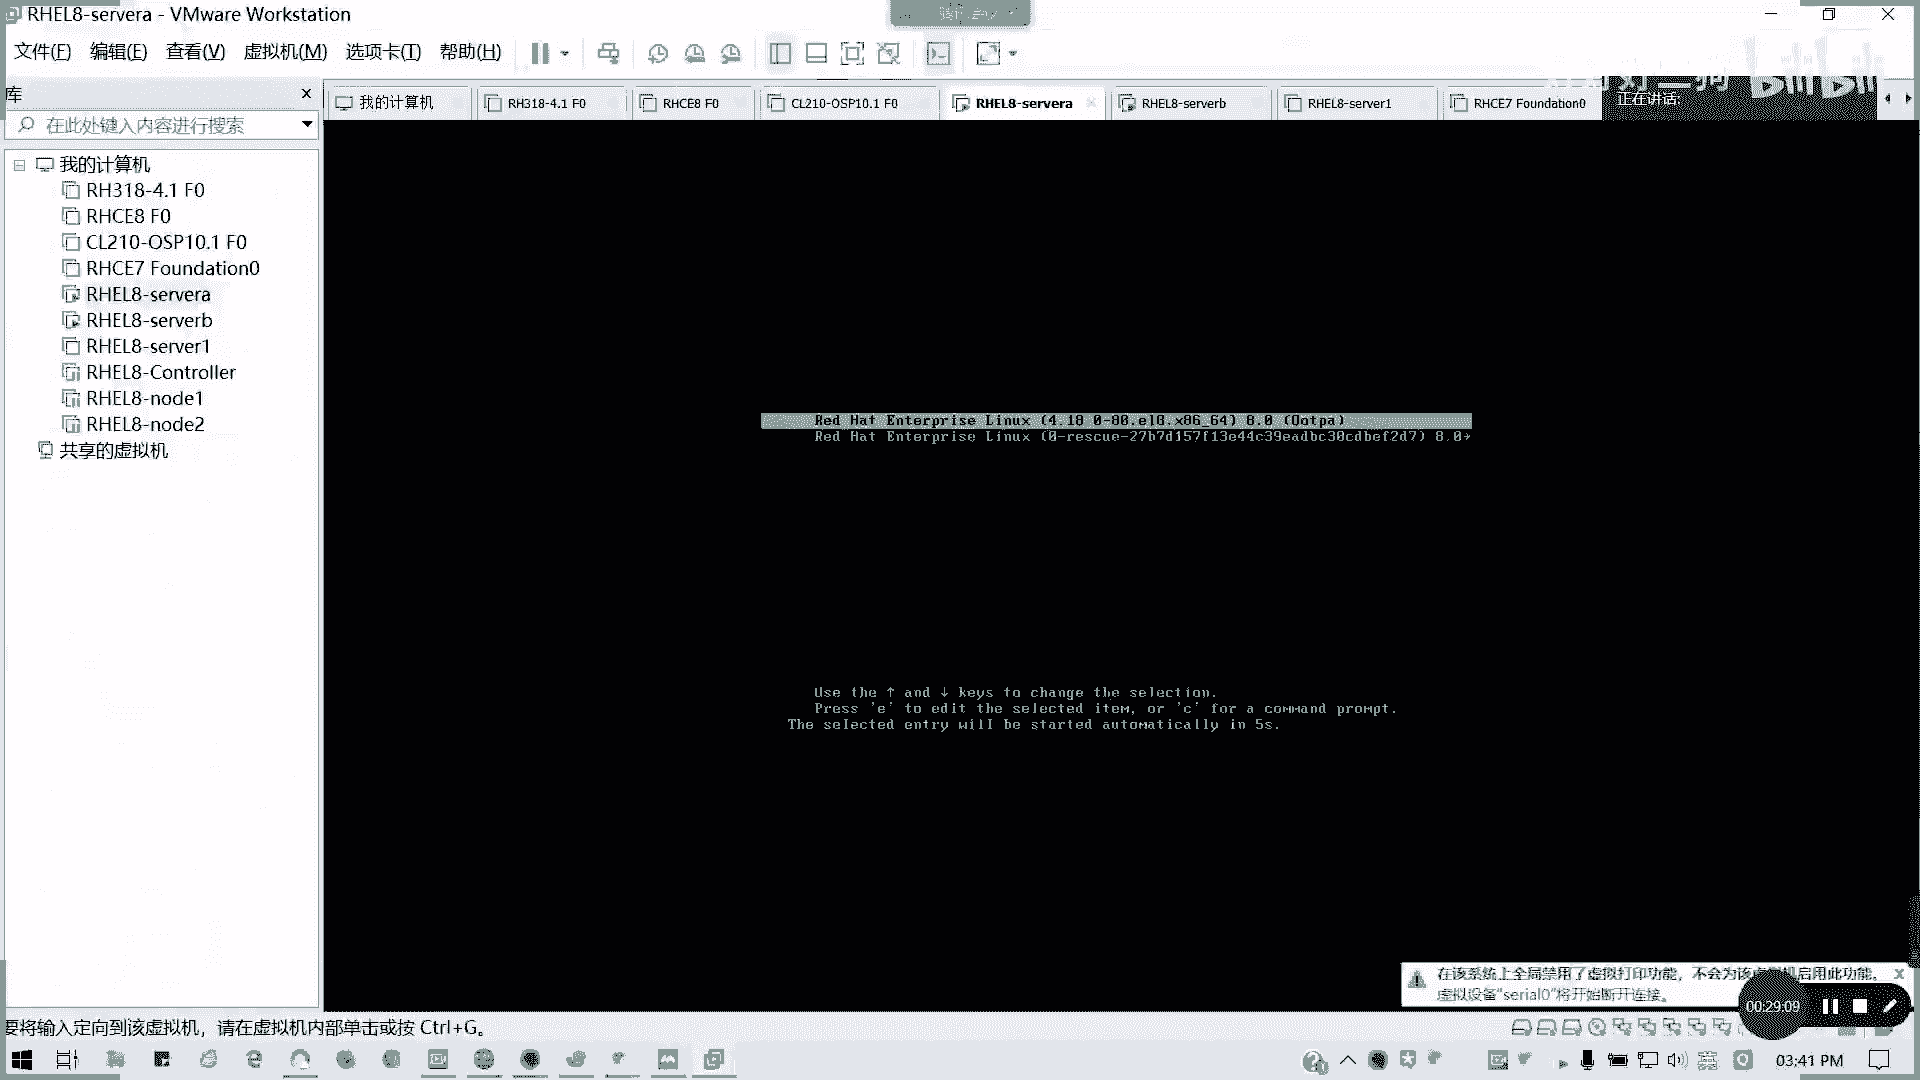 RHEL8-servera - VMware Workstation
文件(F) 编辑(E) 查看(V) 虚拟机(M) 选项卡(T) 帮助(H)
库
在此处键入内容进行搜索
我的计算机
RH318-4.1 F0
RHCE8 F0
CL210-OSP10.1 F0
RHCE7 Foundation0
RHEL8-servera
RHEL8-serverb
RHEL8-server1
RHEL8-Controller
RHEL8-node1
RHEL8-node2
共享的虚拟机
我的计算机 RH318-4.1 F0 RHCE8 F0 CL210-OSP10.1 F0 RHEL8-servera RHEL8-serverb RHEL8-server1 RHCE7 Foundation0
正在讲话:
Red Hat Enterprise Linux (4.18.0-80.el8.x86_64) 8.0 (Ootpa)
Red Hat Enterprise Linux (0-rescue-27b7d157f13e44c39eadbc30cdbef2d7) 8.0→
Use the ↑ and ↓ keys to change the selection.
Press 'e' to edit the selected item, or 'c' for a command prompt.
The selected entry will be started automatically in 5s.
在该系统上全局禁用了虚拟打印功能，不会为该虚拟机启用此功能。
虚拟设备“serial0”将开始断开连接。
00:29:09
要将输入定向到该虚拟机，请在虚拟机内部单击或按 Ctrl+G。
英
03:41 PM